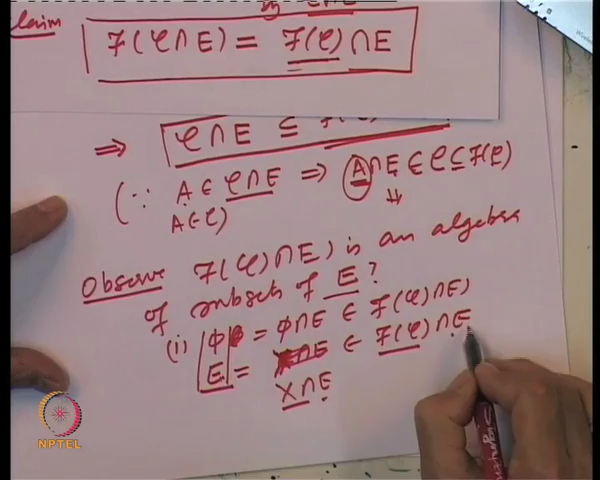 claim
F(𝒞∩E) = F(𝒞) ∩E
⇒ 𝒞∩E ⊆
(∵ A ∈ 𝒞∩E ⇒ A∩E ∈ 𝒞 ⊆ F(𝒞)
A∈𝒞) ⇓
Observe F(𝒞)∩E) is an algebra
of subsets of E ?
(i) φ = φ∩E ∈ F(𝒞)∩E)
E = ∈ F(𝒞)∩E
X∩E
NPTEL